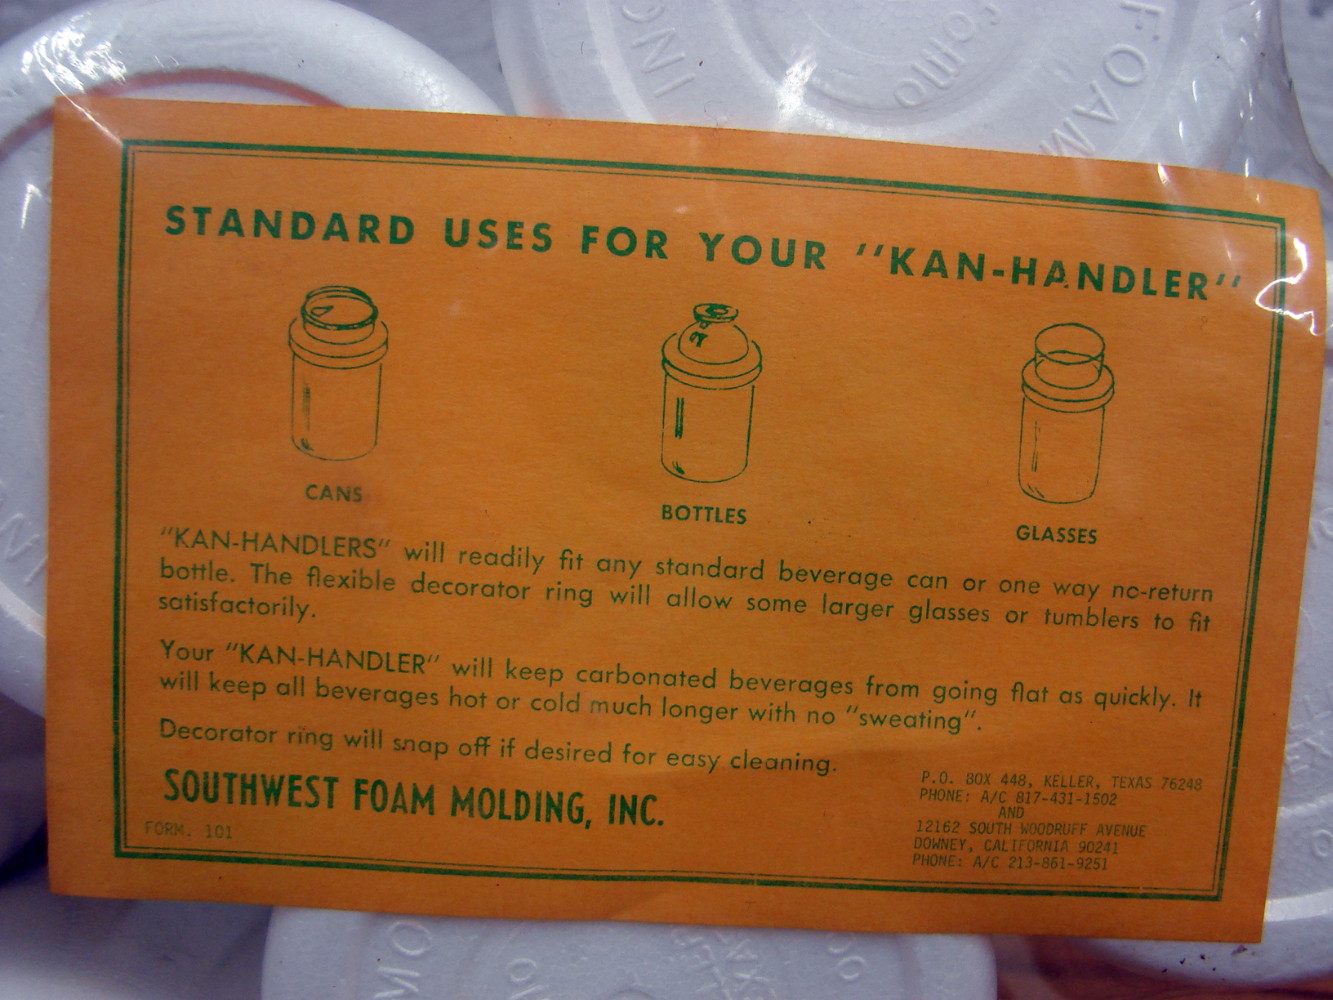 FOAM
ING
STANDARD USES FOR YOUR "KAN-HANDLER"
CANS
BOTTLES
GLASSES
"KAN-HANDLERS" will readily fit any standard beverage can or one way no-return
bottle. The flexible decorator ring will allow some larger glasses or tumblers to fit
satisfactorily.
Your "KAN-HANDLER" will keep carbonated beverages from going flat as quickly. It
will keep all beverages hot or cold much longer with no "sweating".
Decorator ring will snap off if desired for easy cleaning.
SOUTHWEST FOAM MOLDING, INC.
FORM. 101
P.O. BOX 448, KELLER, TEXAS 76248
PHONE: A/C 817-431-1502
AND
12162 SOUTH WOODRUFF AVENUE
DOWNEY, CALIFORNIA 90241
PHONE: A/C 213-861-9251
MO